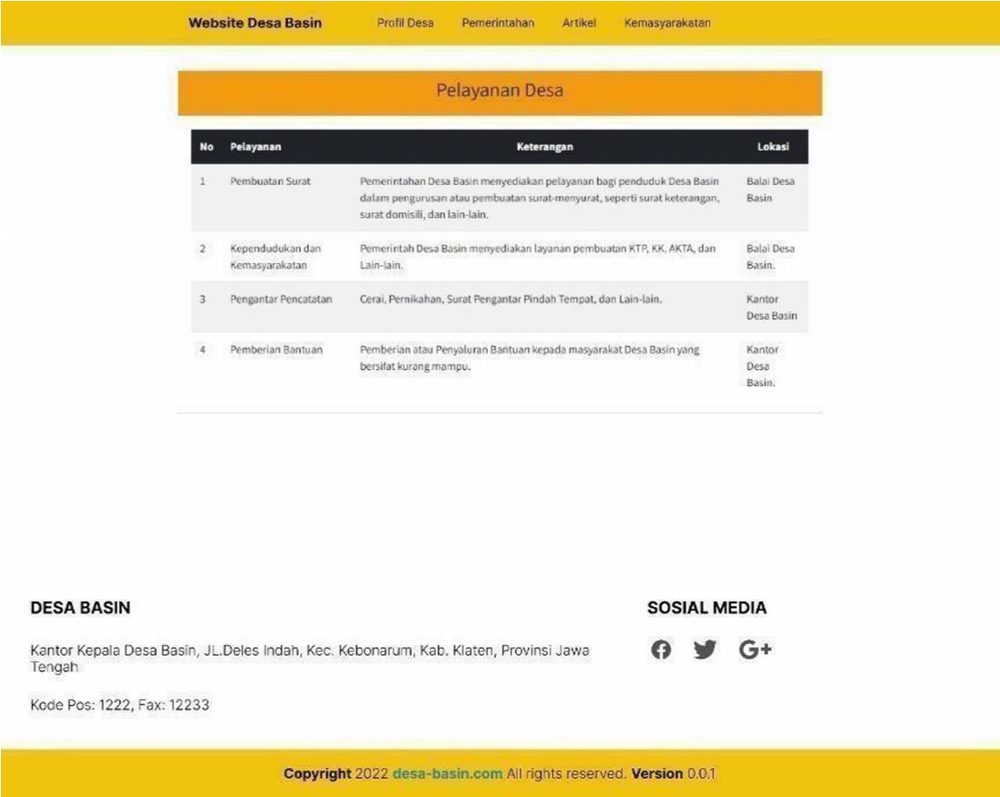 Website Desa Basin Profil Desa Pemerintahan Artikel Kemasyarakatan
Pelayanan Desa
No Pelayanan Keterangan Lokasi
1 Pembuatan Surat Pemerintahan Desa Basin menyediakan pelayanan bagi penduduk Desa Basin Balai Desa
dalam pengurusan atau pembuatan surat-menyurat, seperti surat keterangan, Basin
surat domisili, dan lain-lain.
2 Kependudukan dan Pemerintah Desa Basin menyediakan layanan pembuatan KTP, KK, AKTA, dan Balai Desa
Kemasyarakatan Lain-lain. Basin.
3 Pengantar Pencatatan Cerai, Pernikahan, Surat Pengantar Pindah Tempat, dan Lain-lain. Kantor
Desa Basin
4 Pemberian Bantuan Pemberian atau Penyaluran Bantuan kepada masyarakat Desa Basin yang Kantor
bersifat kurang mampu. Desa
Basin.
DESA BASIN SOSIAL MEDIA
Kantor Kepala Desa Basin, JL.Deles Indah, Kec. Kebonarum, Kab. Klaten, Provinsi Jawa
Tengah
G+
Kode Pos: 1222, Fax: 12233
Copyright 2022 desa-basin.com All rights reserved. Version 0.0.1